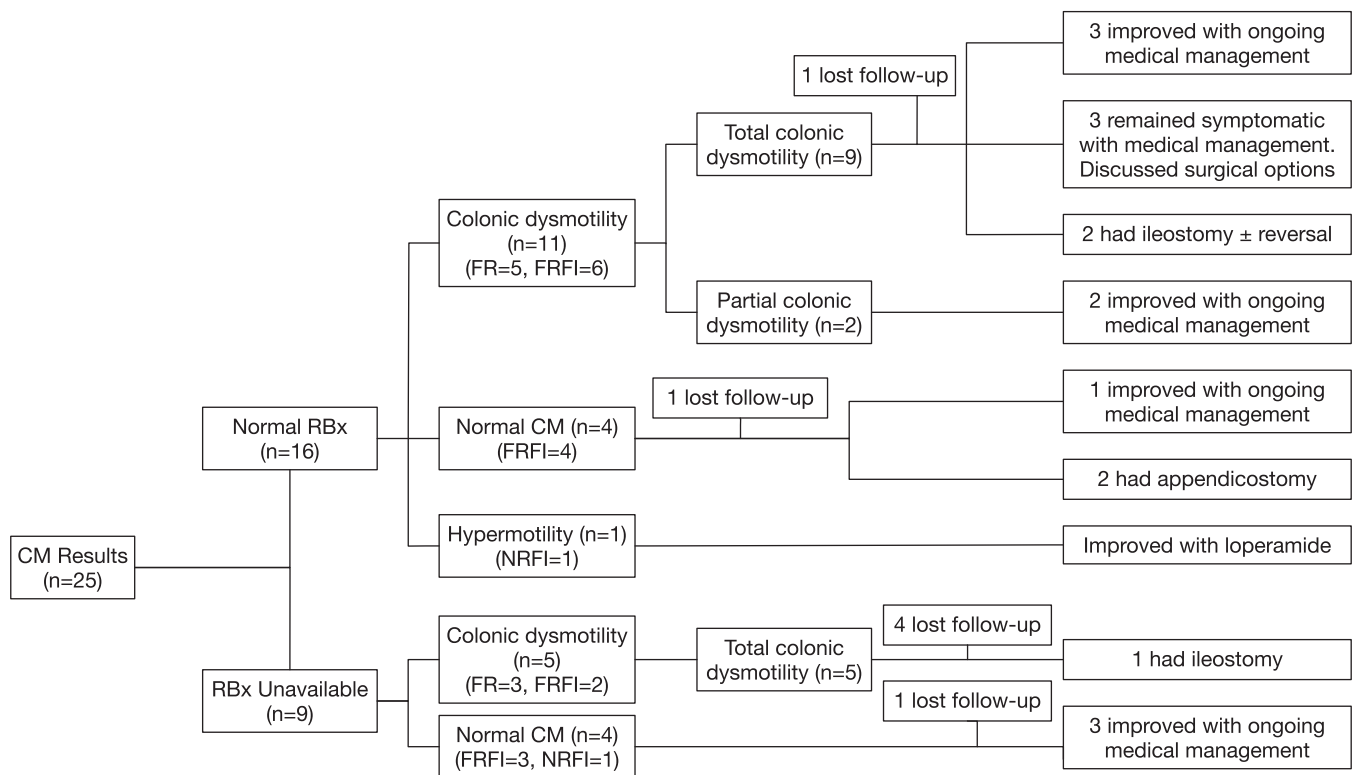 CM Results
(n=25)
Normal RBx
(n=16)
Colonic dysmotility
(n=11)
(FR=5, FRFI=6)
Total colonic
dysmotility (n=9)
1 lost follow-up
3 improved with ongoing
medical management
3 remained symptomatic
with medical management.
Discussed surgical options
2 had ileostomy ± reversal
Partial colonic
dysmotility (n=2)
2 improved with ongoing
medical management
Normal CM (n=4)
(FRFI=4)
1 lost follow-up
1 improved with ongoing
medical management
2 had appendicostomy
Hypermotility (n=1)
(NRFI=1)
Improved with loperamide
RBx Unavailable
(n=9)
Colonic dysmotility
(n=5)
(FR=3, FRFI=2)
Total colonic
dysmotility (n=5)
4 lost follow-up
1 had ileostomy
Normal CM (n=4)
(FRFI=3, NRFI=1)
1 lost follow-up
3 improved with ongoing
medical management